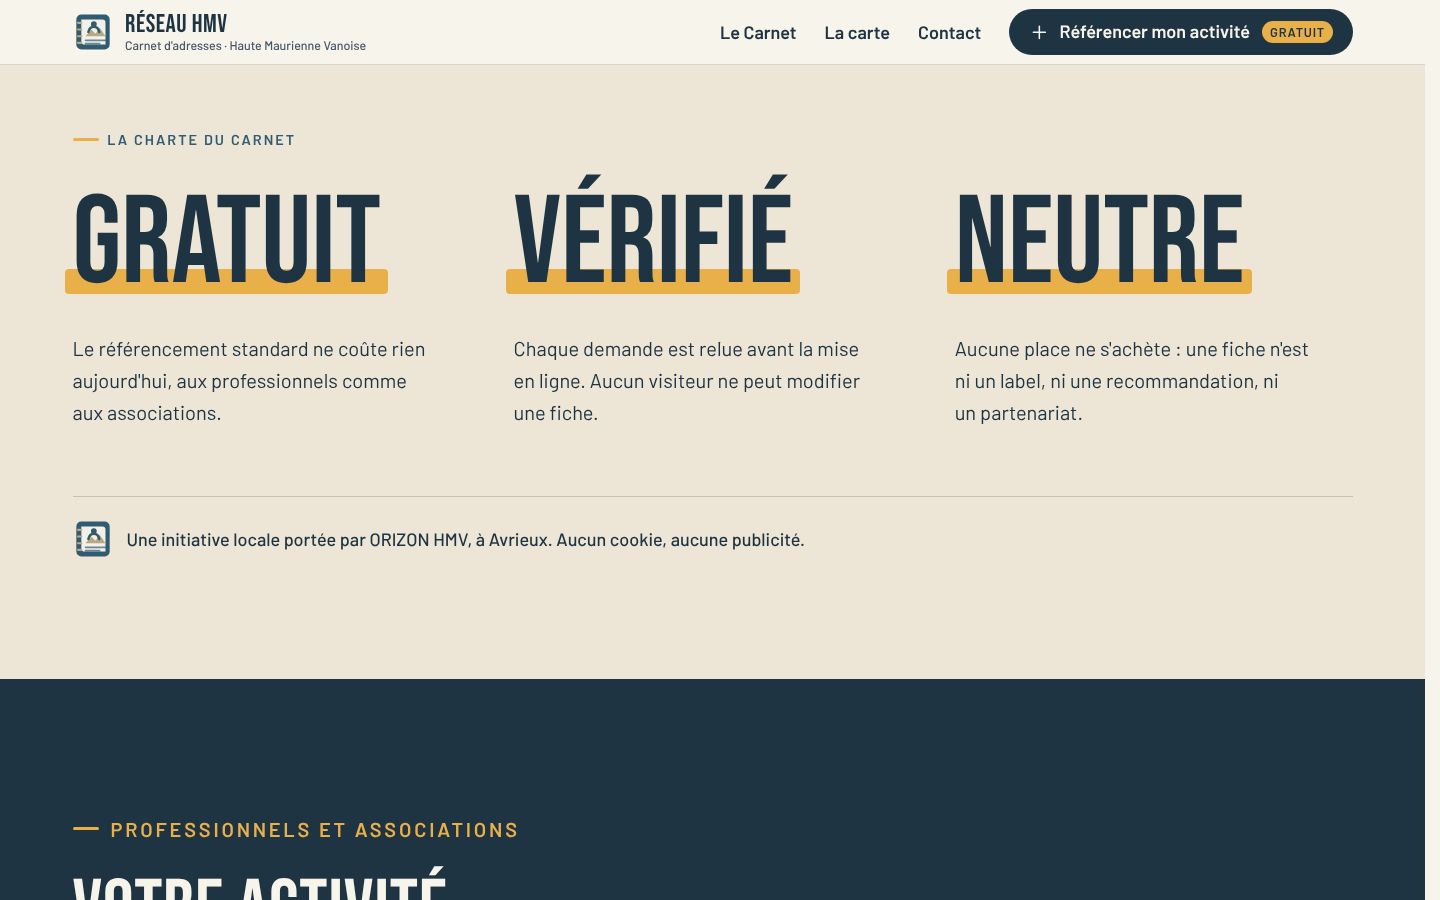 RÉSEAU HMV
Carnet d'adresses · Haute Maurienne Vanoise
Le Carnet
La carte
Contact
Référencer mon activité
GRATUIT
LA CHARTE DU CARNET
GRATUIT
Le référencement standard ne coûte rien
aujourd'hui, aux professionnels comme
aux associations.
VÉRIFIÉ
Chaque demande est relue avant la mise
en ligne. Aucun visiteur ne peut modifier
une fiche.
NEUTRE
Aucune place ne s'achète : une fiche n'est
ni un label, ni une recommandation, ni
un partenariat.
Une initiative locale portée par ORIZON HMV, à Avrieux. Aucun cookie, aucune publicité.
PROFESSIONNELS ET ASSOCIATIONS
VOTRE ACTIVITÉ